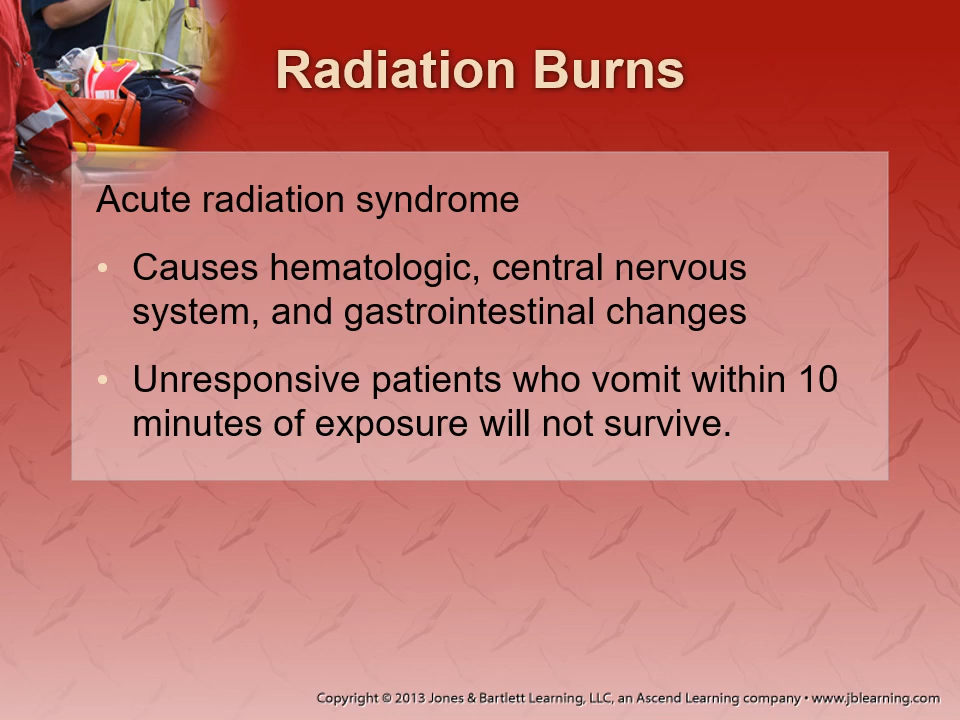 Radiation Burns
Acute radiation syndrome
• Causes hematologic, central nervous
system, and gastrointestinal changes
• Unresponsive patients who vomit within 10
minutes of exposure will not survive.
Copyright © 2013 Jones & Bartlett Learning, LLC, an Ascend Learning company • www.jblearning.com